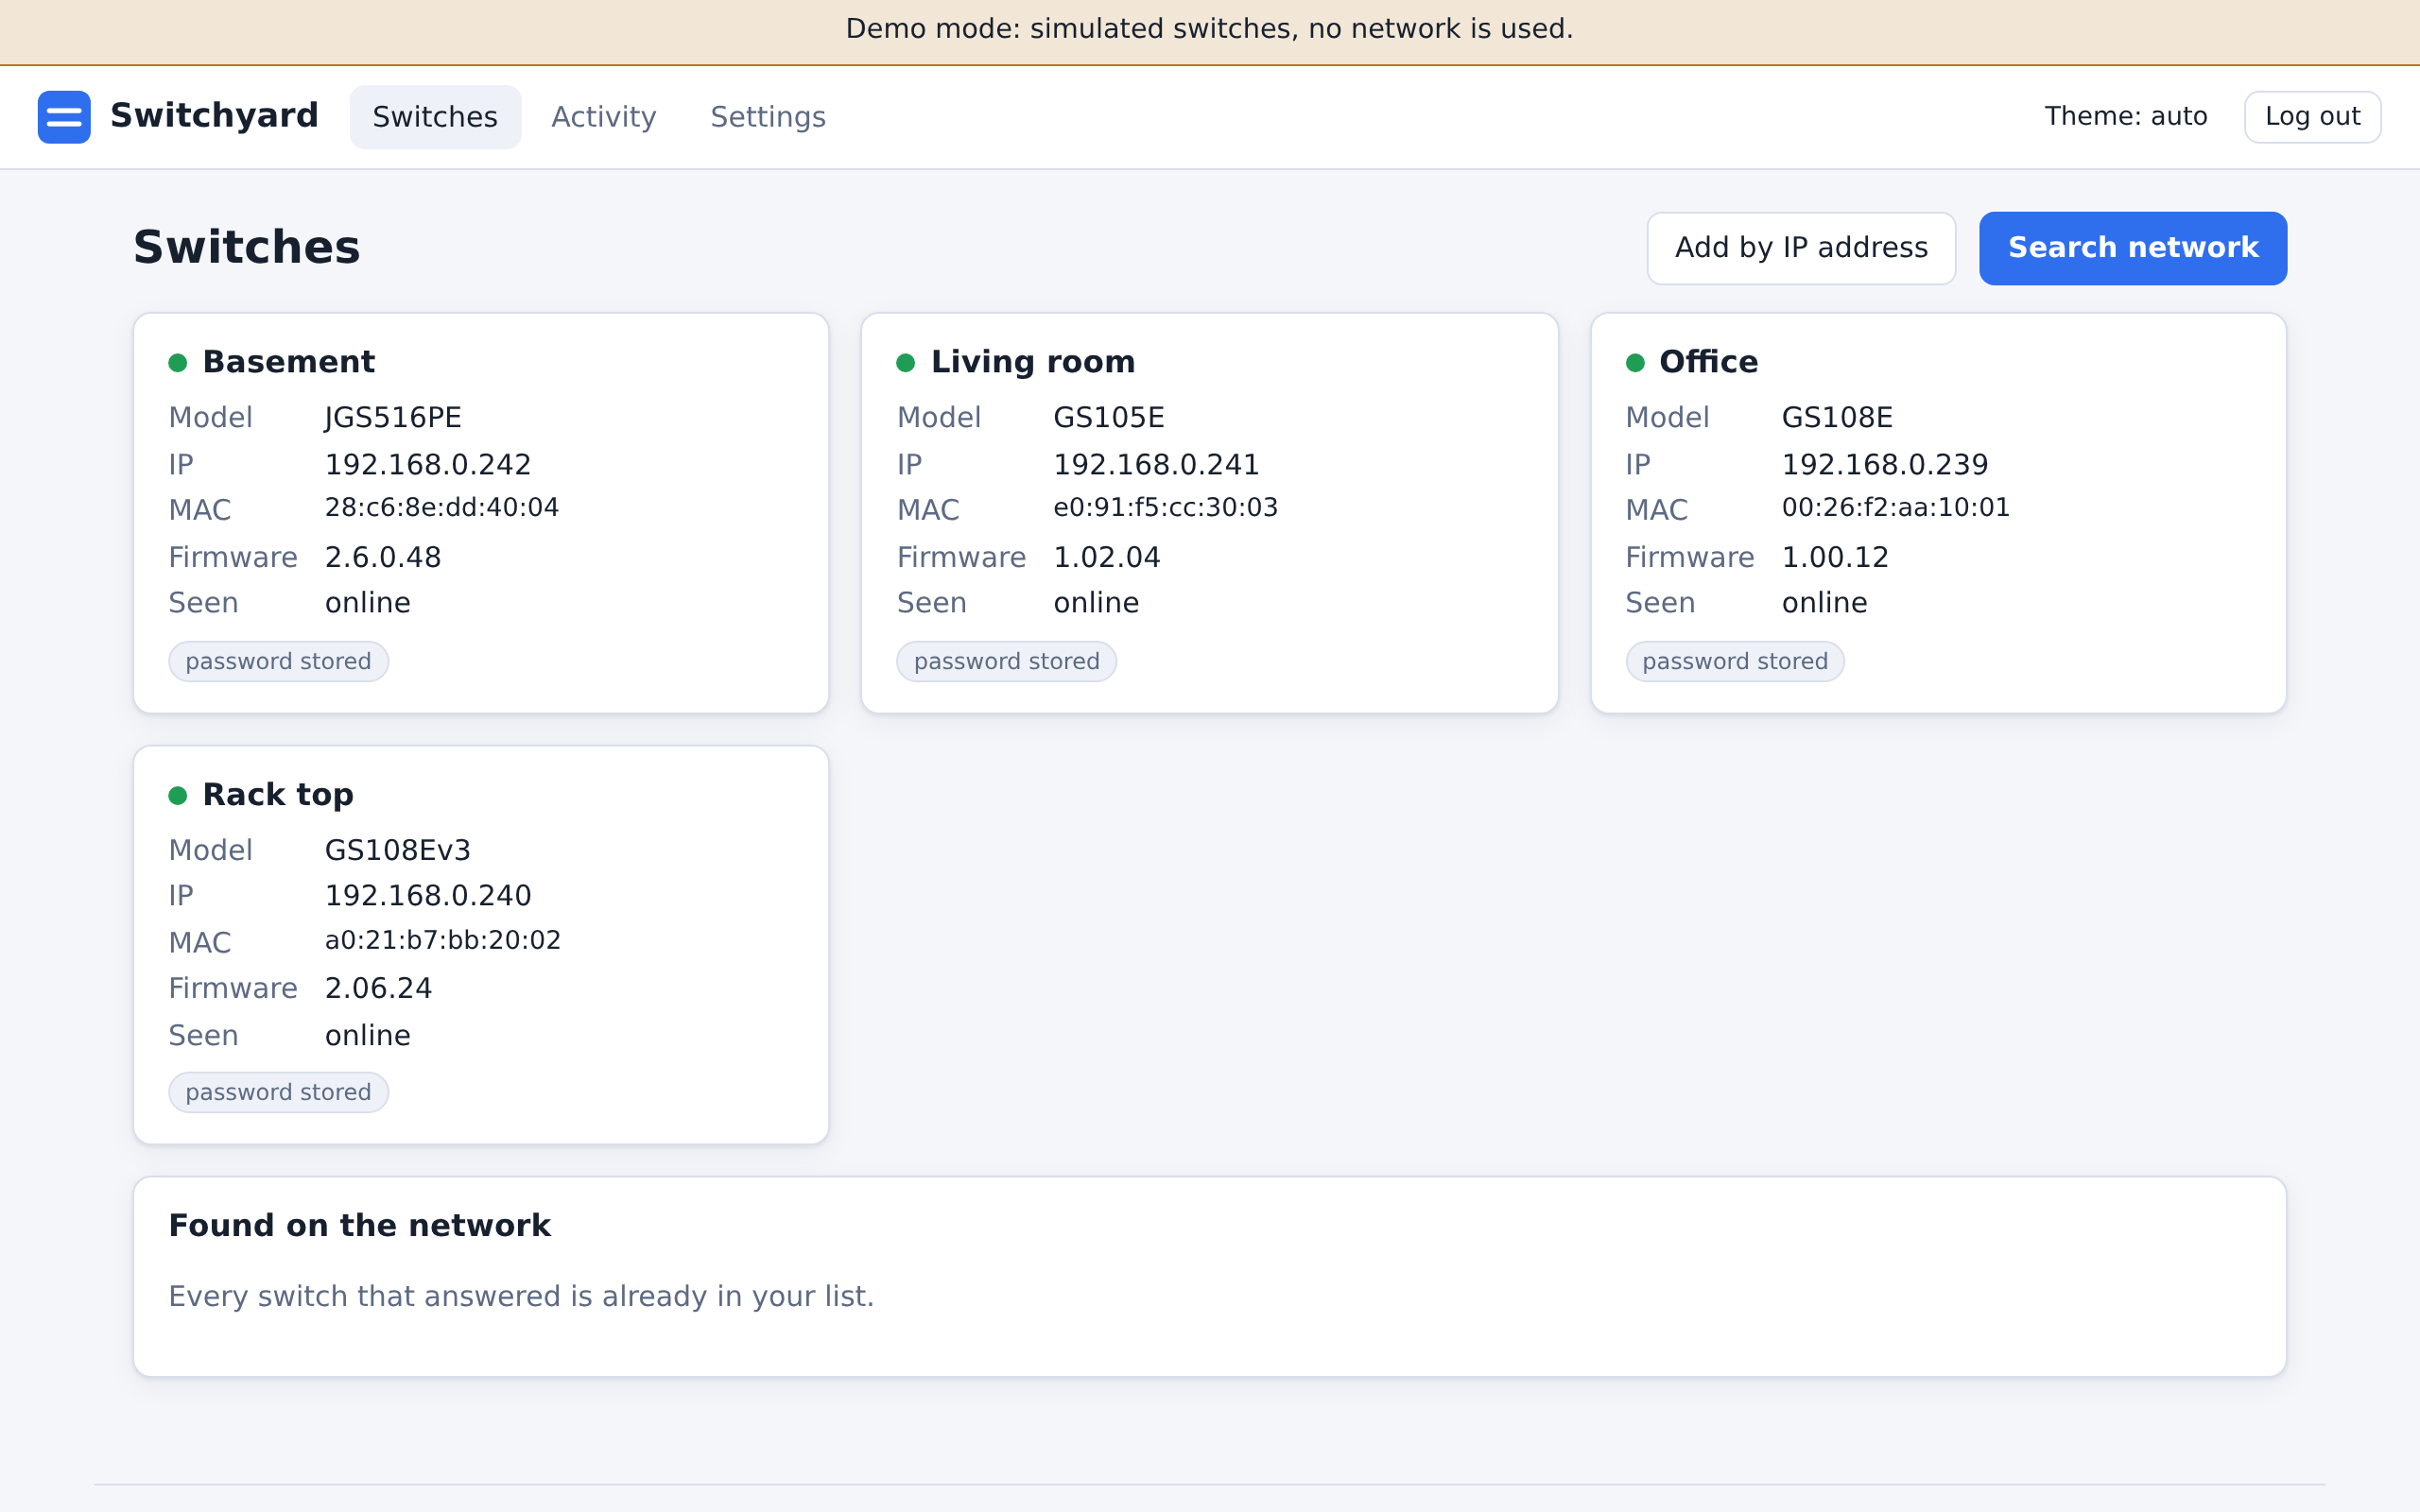 Demo mode: simulated switches, no network is used.
Switchyard Switches Activity Settings Theme: auto Log out
Switches Add by IP address Search network
Basement
Model JGS516PE
IP 192.168.0.242
MAC 28:c6:8e:dd:40:04
Firmware 2.6.0.48
Seen online
password stored
Living room
Model GS105E
IP 192.168.0.241
MAC e0:91:f5:cc:30:03
Firmware 1.02.04
Seen online
password stored
Office
Model GS108E
IP 192.168.0.239
MAC 00:26:f2:aa:10:01
Firmware 1.00.12
Seen online
password stored
Rack top
Model GS108Ev3
IP 192.168.0.240
MAC a0:21:b7:bb:20:02
Firmware 2.06.24
Seen online
password stored
Found on the network
Every switch that answered is already in your list.